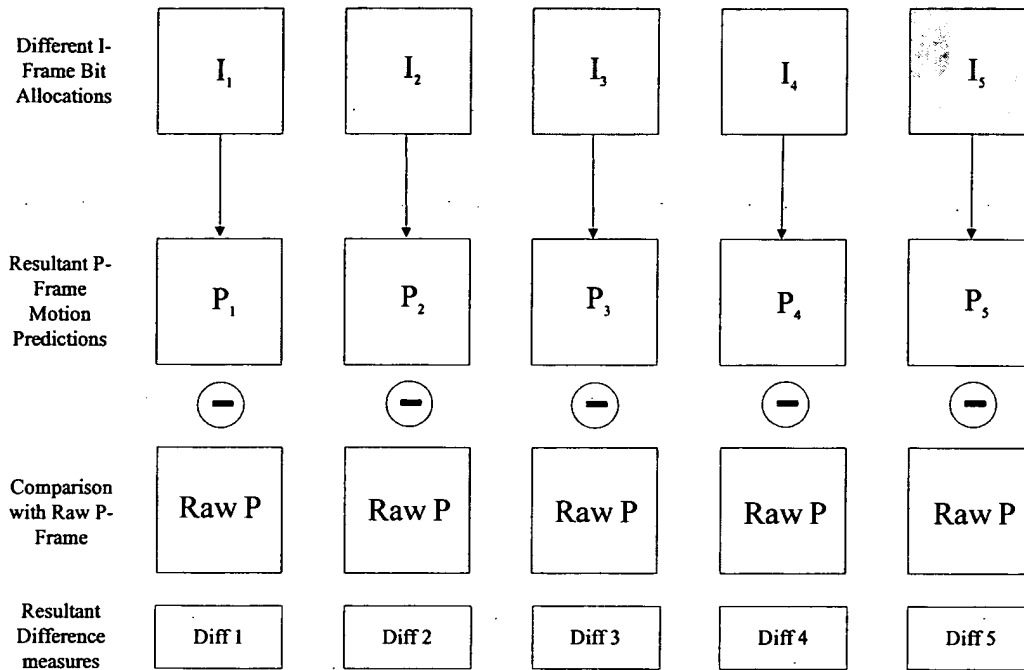 Different I-
Frame Bit
Allocations
I₁
I₂
I₃
I₄
I₅
Resultant P-
Frame
Motion
Predictions
P₁
P₂
P₃
P₄
P₅
Comparison
with Raw P-
Frame
Raw P
Raw P
Raw P
Raw P
Raw P
Resultant
Difference
measures
Diff 1
Diff 2
Diff 3
Diff 4
Diff 5